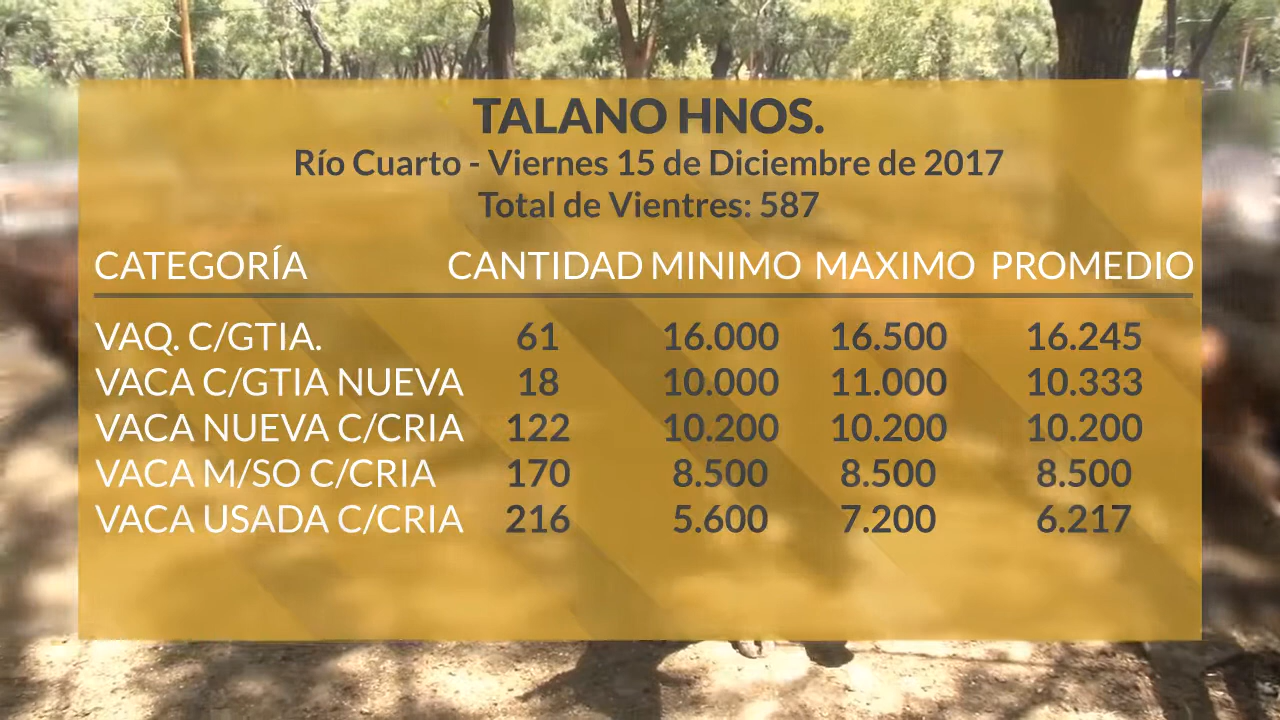 TALANO HNOS.
Río Cuarto - Viernes 15 de Diciembre de 2017
Total de Vientres: 587
CATEGORÍA CANTIDAD MINIMO MAXIMO PROMEDIO
VAQ. C/GTIA. 61 16.000 16.500 16.245
VACA C/GTIA NUEVA 18 10.000 11.000 10.333
VACA NUEVA C/CRIA 122 10.200 10.200 10.200
VACA M/SO C/CRIA 170 8.500 8.500 8.500
VACA USADA C/CRIA 216 5.600 7.200 6.217